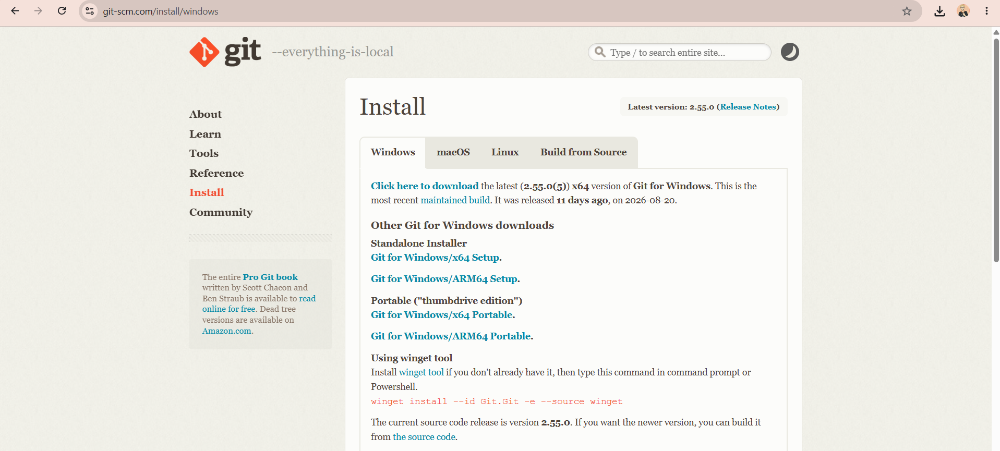 git-scm.com/install/windows
git --everything-is-local
Type / to search entire site...
About
Learn
Tools
Reference
Install
Community
The entire Pro Git book
written by Scott Chacon and
Ben Straub is available to read
online for free. Dead tree
versions are available on
Amazon.com.
Install
Latest version: 2.55.0 (Release Notes)
Windows macOS Linux Build from Source
Click here to download the latest (2.55.0(5)) x64 version of Git for Windows. This is the
most recent maintained build. It was released 11 days ago, on 2026-08-20.
Other Git for Windows downloads
Standalone Installer
Git for Windows/x64 Setup.
Git for Windows/ARM64 Setup.
Portable ("thumbdrive edition")
Git for Windows/x64 Portable.
Git for Windows/ARM64 Portable.
Using winget tool
Install winget tool if you don't already have it, then type this command in command prompt or
Powershell.
winget install --id Git.Git -e --source winget
The current source code release is version 2.55.0. If you want the newer version, you can build it
from the source code.